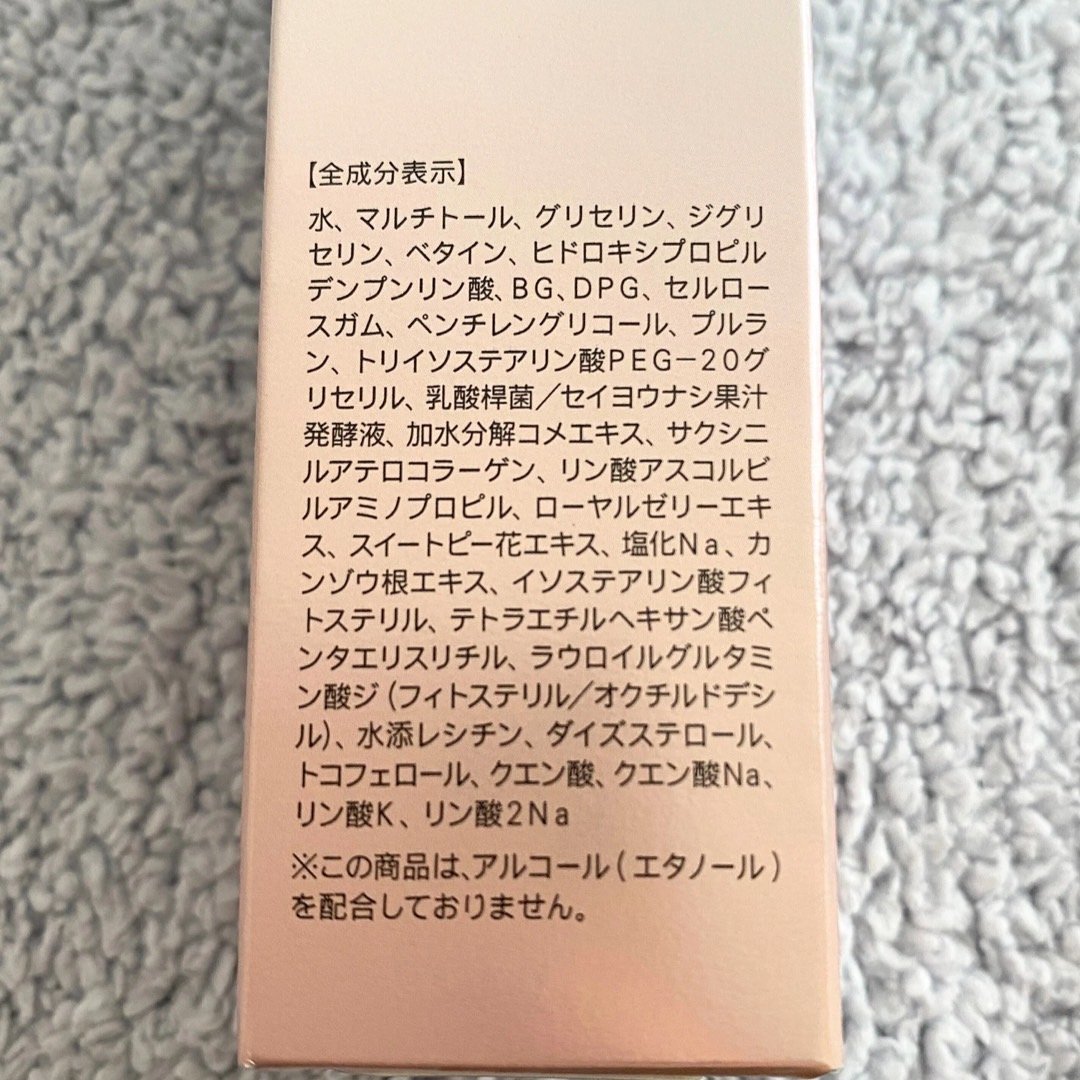 【全成分表示】
水、マルチトール、グリセリン、ジグリ
セリン、ベタイン、ヒドロキシプロピル
デンプンリン酸、BG、DPG、セルロー
スガム、ペンチレングリコール、プルラ
ン、トリイソステアリン酸PEG−20グ
リセリル、乳酸桿菌/セイヨウナシ果汁
発酵液、加水分解コメエキス、サクシニ
ルアテロコラーゲン、リン酸アスコルビ
ルアミノプロピル、ローヤルゼリーエキ
ス、スイートピー花エキス、塩化Na、カ
ンゾウ根エキス、イソステアリン酸フィ
トステリル、テトラエチルヘキサン酸ペ
ンタエリスリチル、ラウロイルグルタミ
ン酸ジ(フィトステリル/オクチルドデシ
ル)、水添レシチン、ダイズステロール、
トコフェロール、クエン酸、クエン酸Na、
リン酸K、リン酸2Na
※この商品は、アルコール(エタノール)
を配合しておりません。